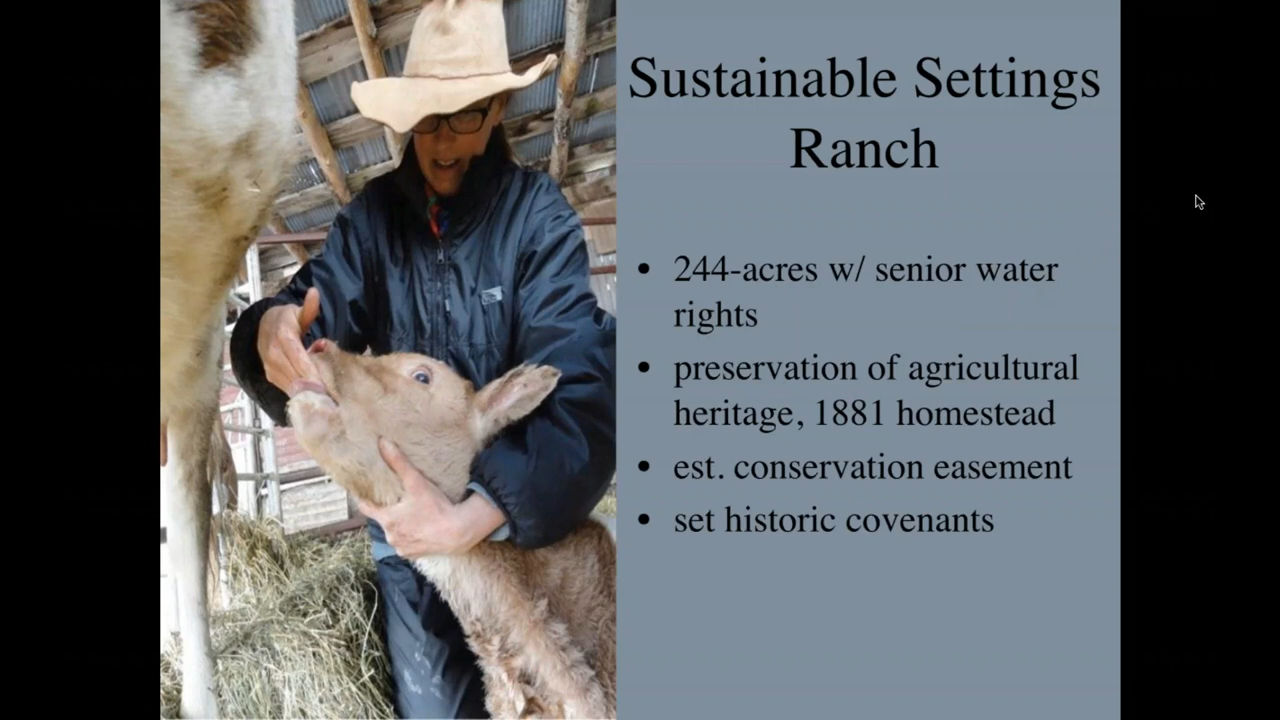 Sustainable Settings
Ranch
• 244-acres w/ senior water
rights
• preservation of agricultural
heritage, 1881 homestead
• est. conservation easement
• set historic covenants